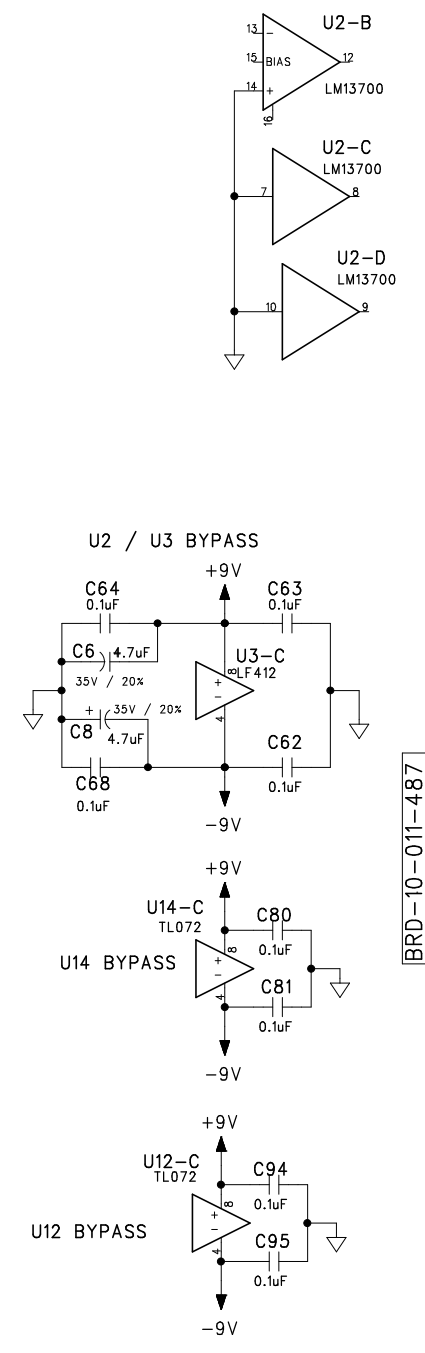 U2-B
13
-
15
BIAS
12
14
+
LM13700
16
U2-C
LM13700
7
8
U2-D
LM13700
10
9
U2 / U3 BYPASS
+9V
C64
0.1uF
C63
0.1uF
C6
+
4.7uF
35V / 20%
U3-C
LF412
8
+
-
4
+
35V / 20%
C8
4.7uF
C68
0.1uF
C62
0.1uF
-9V
BRD-10-011-487
+9V
U14-C
TL072
C80
0.1uF
8
+
-
4
U14 BYPASS
C81
0.1uF
-9V
+9V
U12-C
TL072
C94
0.1uF
8
+
-
4
U12 BYPASS
C95
0.1uF
-9V